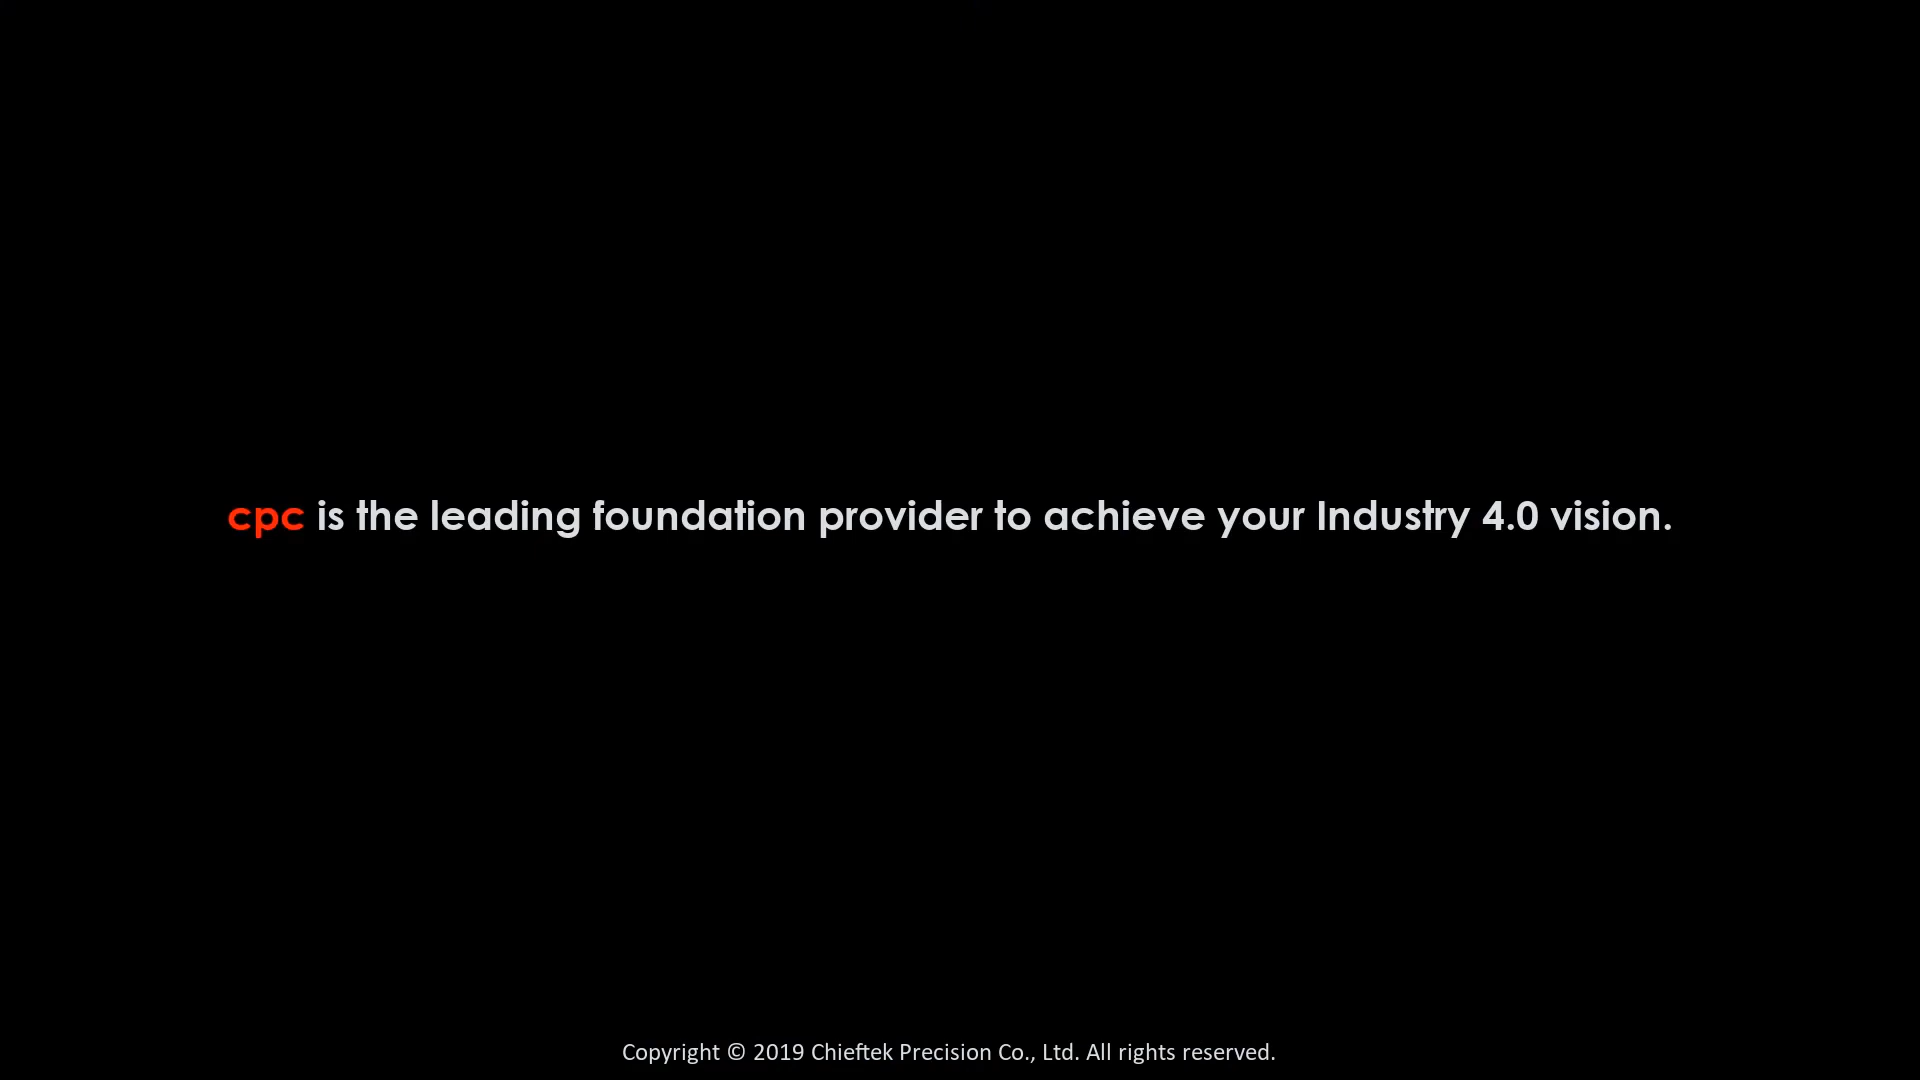 cpc is the leading foundation provider to achieve your Industry 4.0 vision.
Copyright © 2019 Chieftek Precision Co., Ltd. All rights reserved.